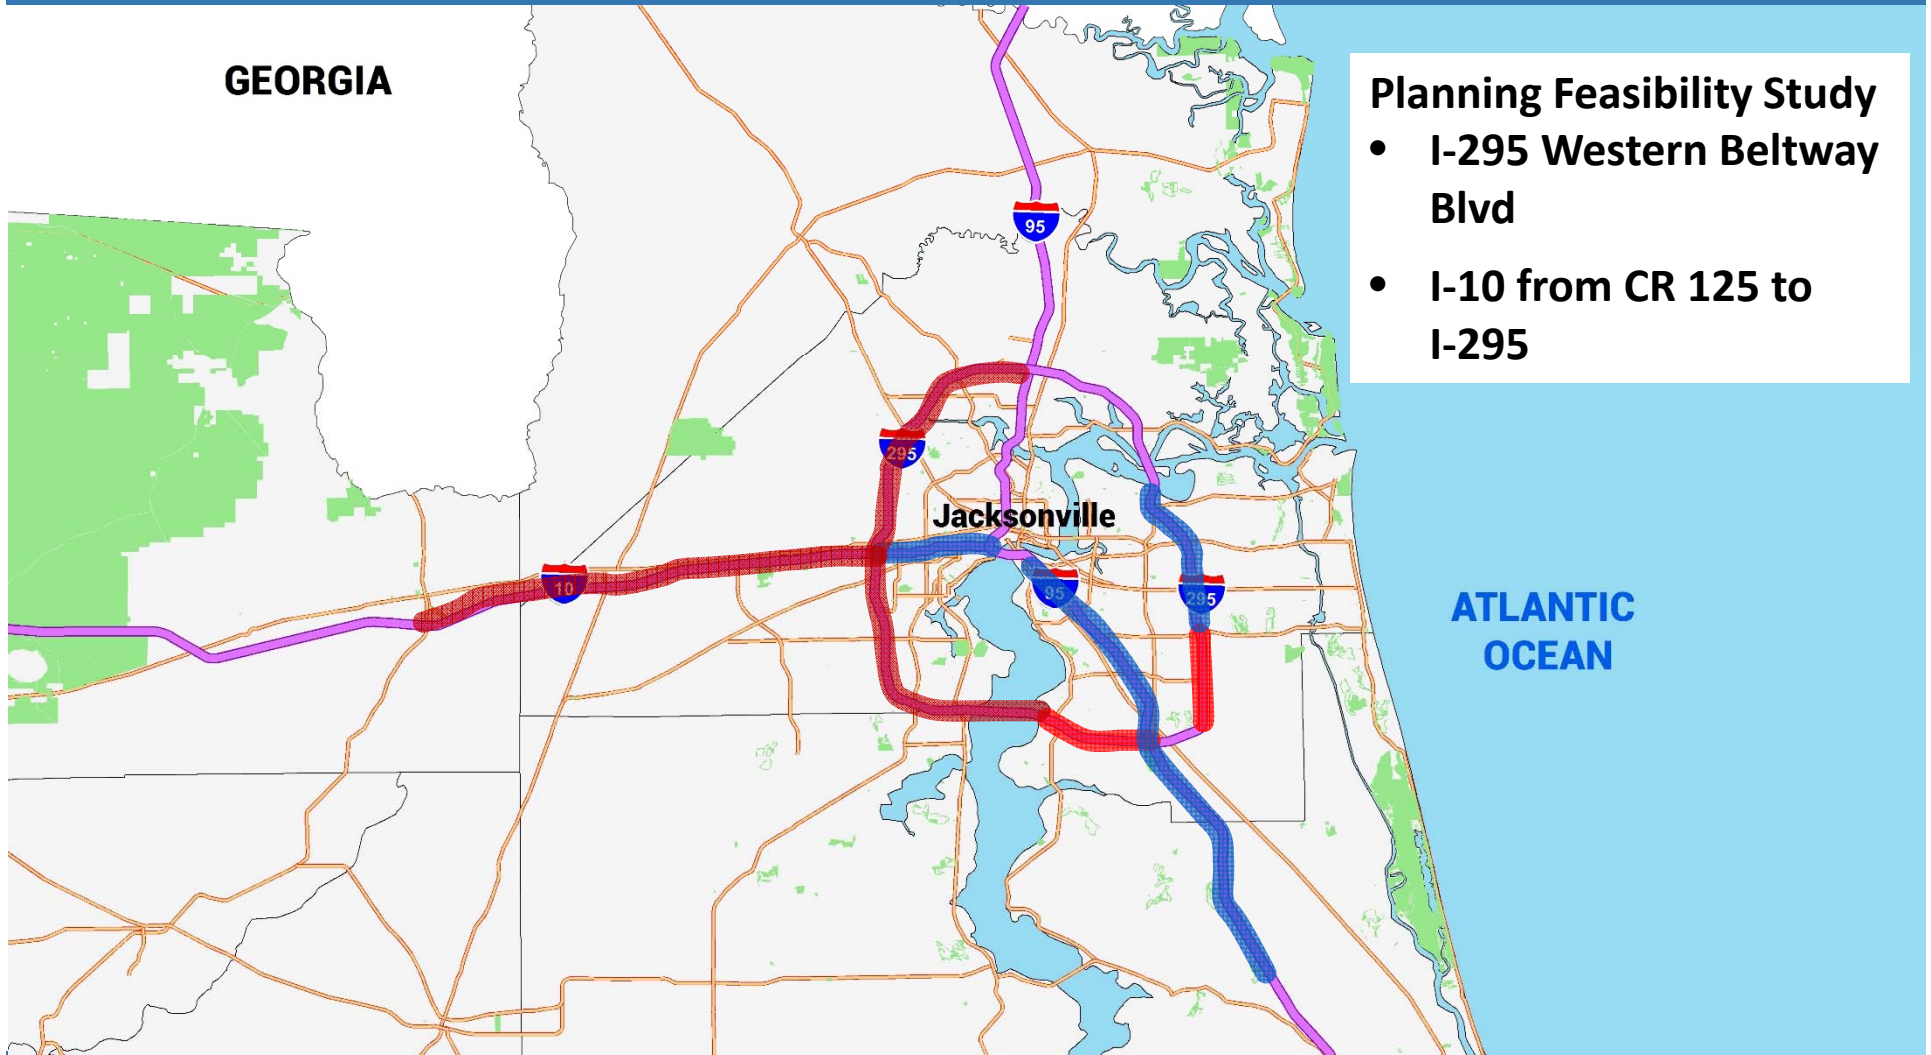 GEORGIA
Planning Feasibility Study
• I-295 Western Beltway
Blvd
• I-10 from CR 125 to
I-295
95
295
Jacksonville
10
95
295
ATLANTIC
OCEAN